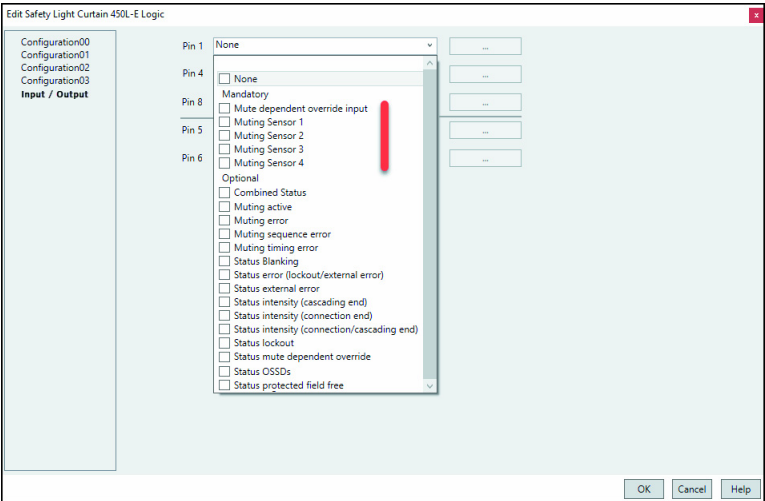 Edit Safety Light Curtain 450L-E Logic
x
Configuration00
Configuration01
Configuration02
Configuration03
Input / Output
Pin 1 None ...
Pin 4 ...
Pin 8 ...
Pin 5 ...
Pin 6 ...
None
Mandatory
Mute dependent override input
Muting Sensor 1
Muting Sensor 2
Muting Sensor 3
Muting Sensor 4
Optional
Combined Status
Muting active
Muting error
Muting sequence error
Muting timing error
Status Blanking
Status error (lockout/external error)
Status external error
Status intensity (cascading end)
Status intensity (connection end)
Status intensity (connection/cascading end)
Status lockout
Status mute dependent override
Status OSSDs
Status protected field free
OK Cancel Help